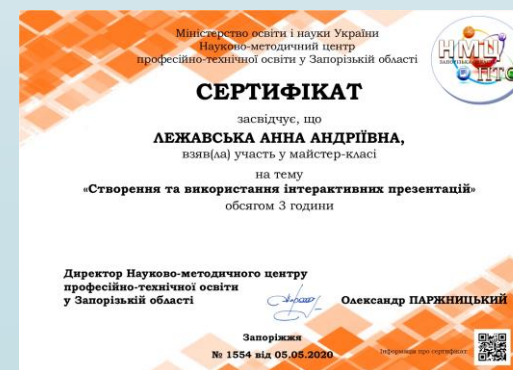 Міністерство освіти і науки України
Науково-методичний центр
професійно-технічної освіти у Запорізькій області
НМЦ
ПТО
СЕРТИФІКАТ
засвідчує, що
ЛЕЖАВСЬКА АННА АНДРІЇВНА,
взяв(ла) участь у майстер-класі
на тему
«Створення та використання інтерактивних презентацій»
обсягом 3 години
Директор Науково-методичного центру
професійно-технічної освіти
у Запорізькій області
Олександр ПАРЖНИЦЬКИЙ
Запоріжжя
№ 1554 від 05.05.2020
Інформація про сертифікат